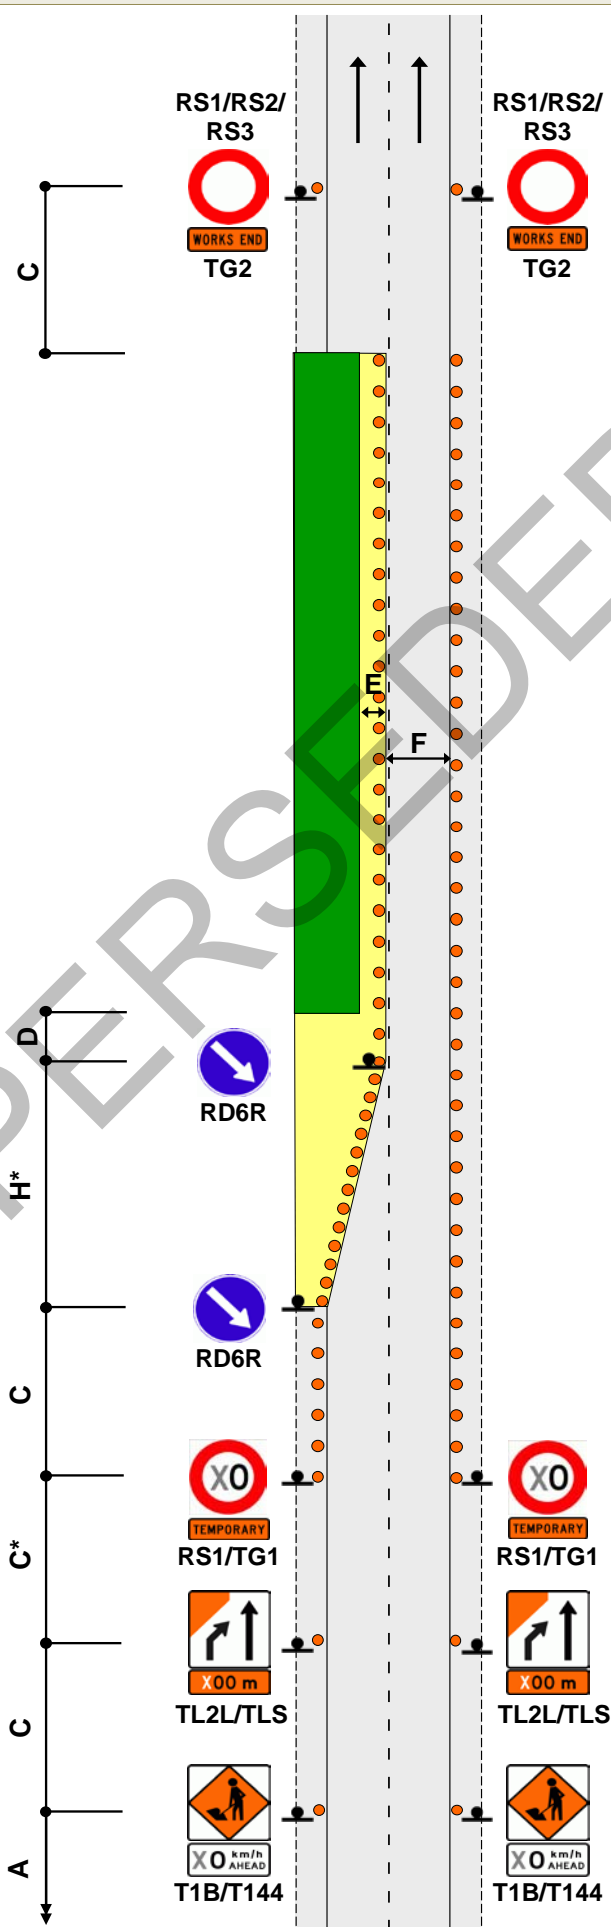 RS1/RS2/
RS3
WORKS END
TG2
RS1/RS2/
RS3
WORKS END
TG2
C
E
F
D
RD6R
H*
RD6R
C
X0
TEMPORARY
RS1/TG1
X0
TEMPORARY
RS1/TG1
C*
X00 m
TL2L/TLS
X00 m
TL2L/TLS
C
X0 km/h
AHEAD
T1B/T144
X0 km/h
AHEAD
T1B/T144
A
PERSEDE